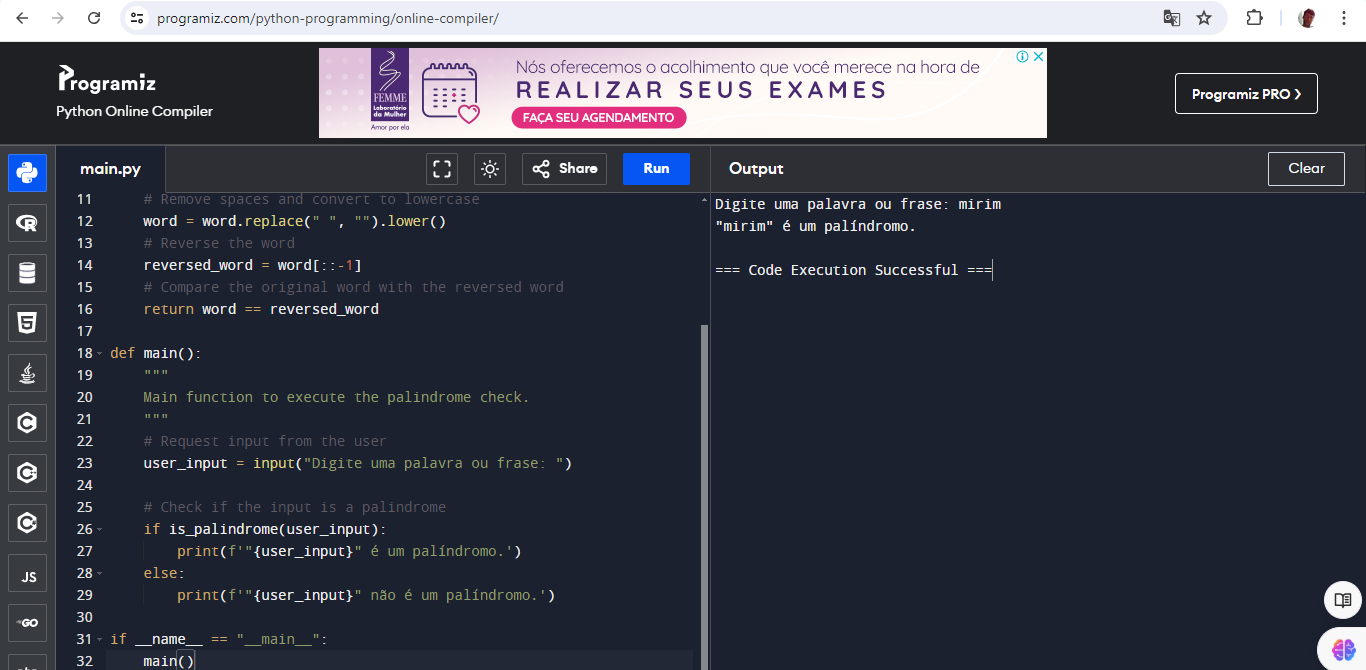 programiz.com/python-programming/online-compiler/
Programiz
Python Online Compiler
FEMME
Laboratório
da Mulher
Amor por ela
Nós oferecemos o acolhimento que você merece na hora de
REALIZAR SEUS EXAMES
FAÇA SEU AGENDAMENTO
Programiz PRO >
main.py
Share
Run
Output
Clear
11     # Remove spaces and convert to lowercase
12     word = word.replace(" ", "").lower()
13     # Reverse the word
14     reversed_word = word[::-1]
15     # Compare the original word with the reversed word
16     return word == reversed_word
17
18 def main():
19     """
20     Main function to execute the palindrome check.
21     """
22     # Request input from the user
23     user_input = input("Digite uma palavra ou frase: ")
24
25     # Check if the input is a palindrome
26     if is_palindrome(user_input):
27         print(f'"{user_input}" é um palíndromo.')
28     else:
29         print(f'"{user_input}" não é um palíndromo.')
30
31 if __name__ == "__main__":
32     main()
Digite uma palavra ou frase: mirim
"mirim" é um palíndromo.
=== Code Execution Successful ===
R
5
C
C
C
JS
GO